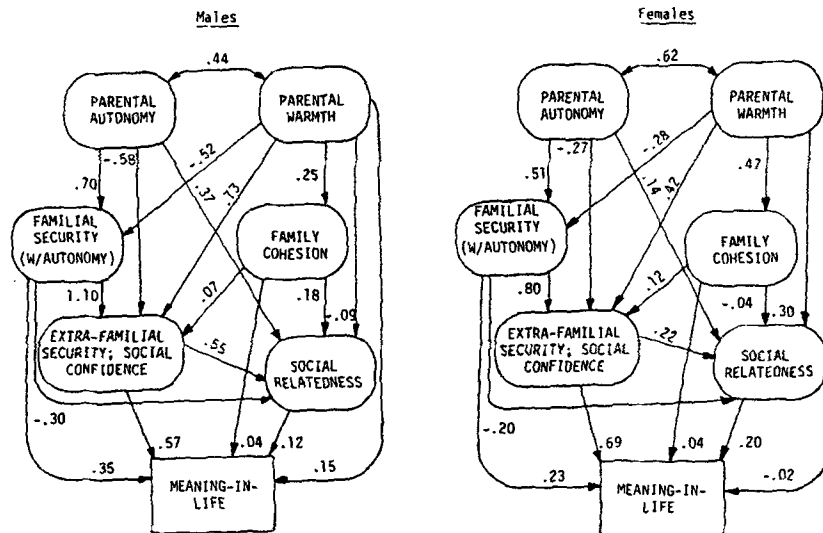 Males
.44
PARENTAL
AUTONOMY
PARENTAL
WARMTH
-.58
-.52
.70
.37
.73
.25
FAMILIAL
SECURITY
(W/AUTONOMY)
FAMILY
COHESION
1.10
.07
.18
-.09
EXTRA-FAMILIAL
SECURITY; SOCIAL
CONFIDENCE
.55
SOCIAL
RELATEDNESS
-.30
.57
.04
.12
.35
.15
MEANING-IN-
LIFE
Females
.62
PARENTAL
AUTONOMY
PARENTAL
WARMTH
-.27
-.28
.51
.14
.42
.47
FAMILIAL
SECURITY
(W/AUTONOMY)
FAMILY
COHESION
.80
.12
-.04
.30
EXTRA-FAMILIAL
SECURITY; SOCIAL
CONFIDENCE
.22
SOCIAL
RELATEDNESS
-.20
.69
.04
.20
.23
-.02
MEANING-IN-
LIFE